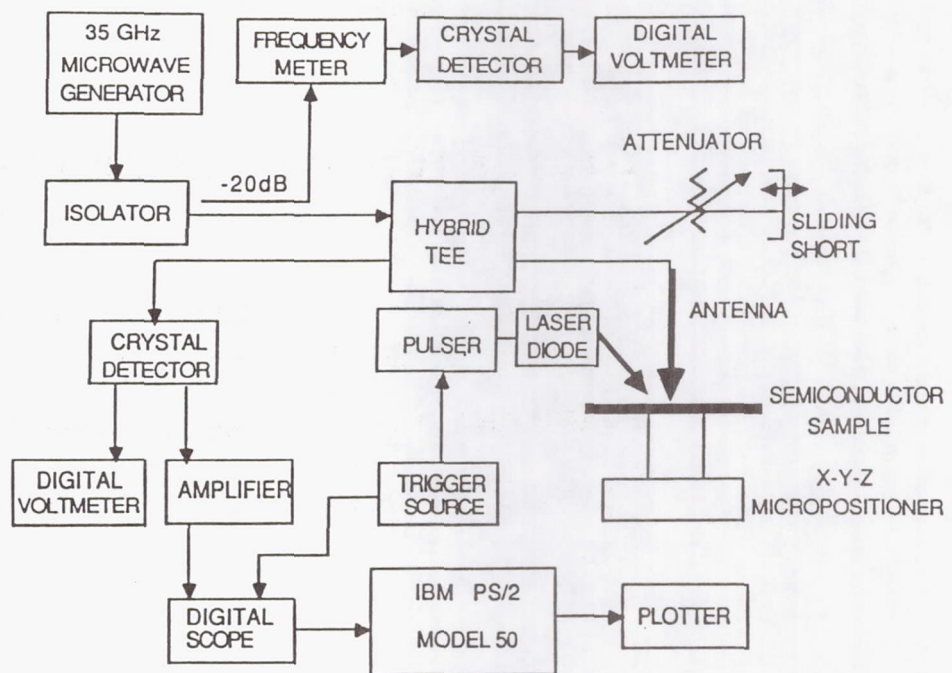 35 GHz
MICROWAVE
GENERATOR
FREQUENCY
METER
CRYSTAL
DETECTOR
DIGITAL
VOLTMETER
ATTENUATOR
-20dB
ISOLATOR
HYBRID
TEE
SLIDING
SHORT
ANTENNA
CRYSTAL
DETECTOR
PULSER
LASER
DIODE
SEMICONDUCTOR
SAMPLE
DIGITAL
VOLTMETER
AMPLIFIER
TRIGGER
SOURCE
X-Y-Z
MICROPOSITIONER
DIGITAL
SCOPE
IBM PS/2
MODEL 50
PLOTTER